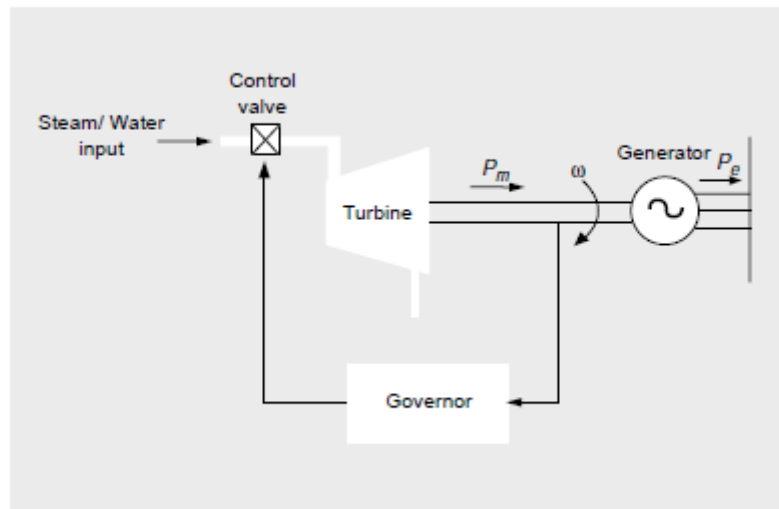 Control
valve
Steam/ Water
input
Generator
Pₑ
Pₘ
ω
Turbine
Governor